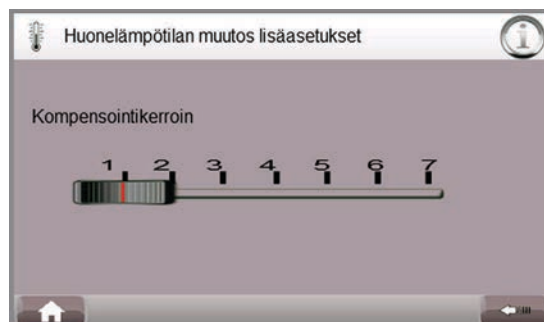 Huonelämpötilan muutos lisäasetukset
Kompensointikerroin
1 2 3 4 5 6 7